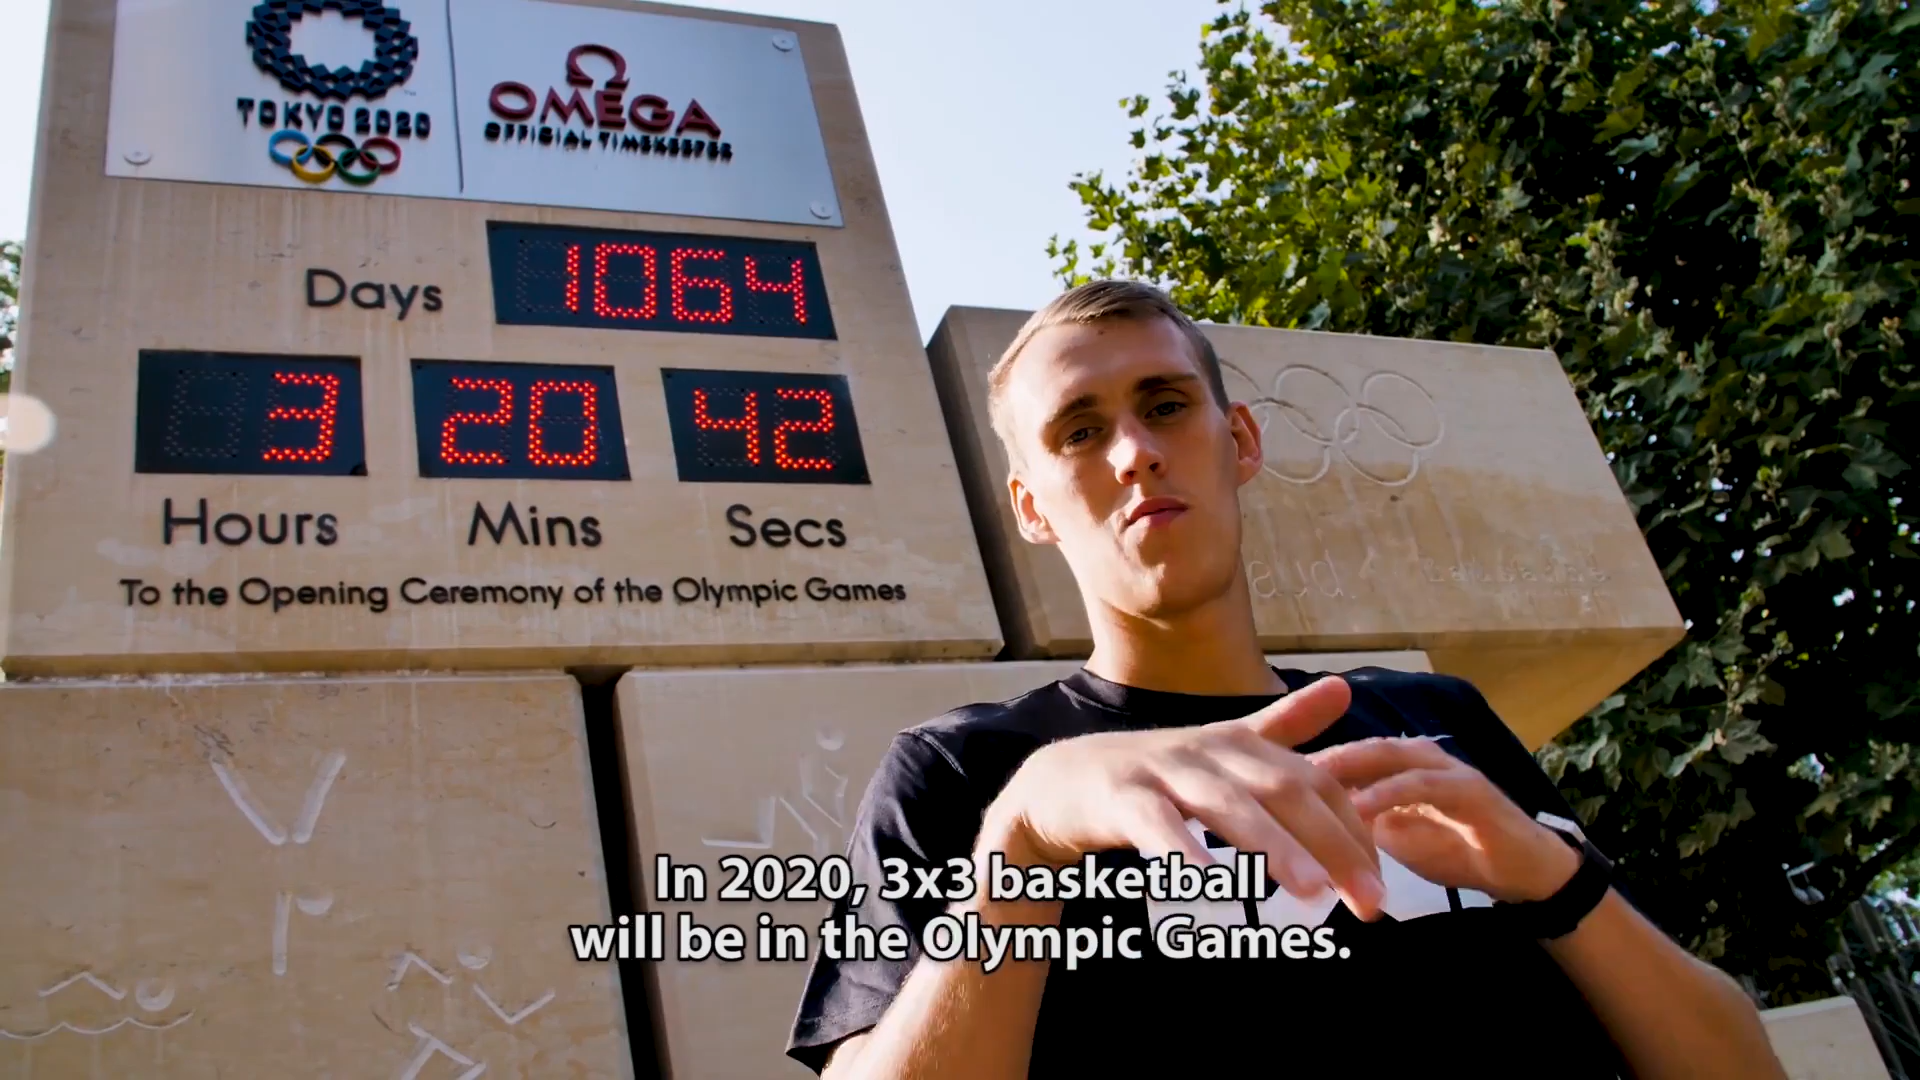 TOKYO 2020
OMEGA
OFFICIAL TIMEKEEPER
Days 1064
3 20 42
Hours Mins Secs
To the Opening Ceremony of the Olympic Games
In 2020, 3x3 basketball
will be in the Olympic Games.